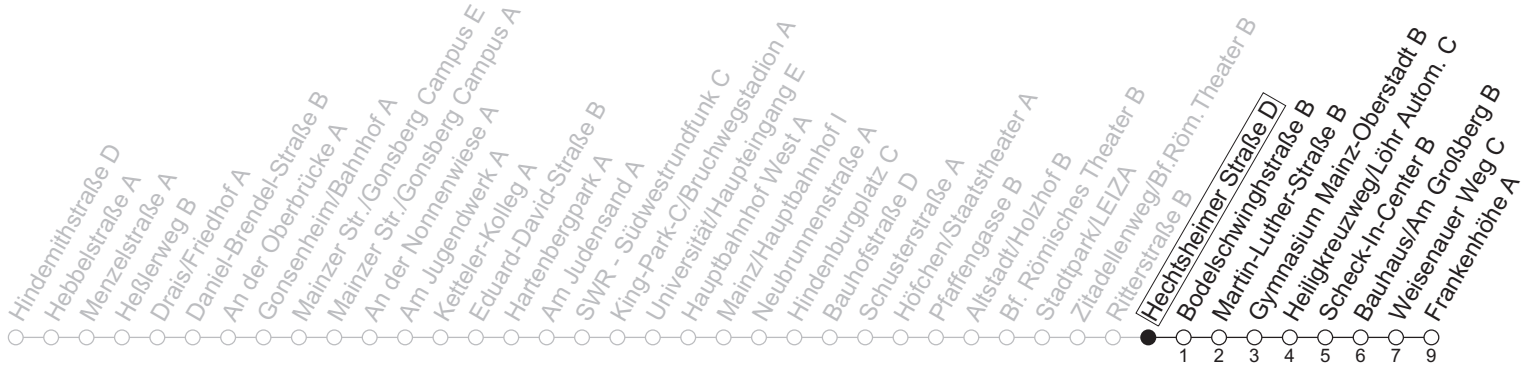 Hindemithstraße D
Hebbelstraße A
Menzelstraße A
Heßlerweg B
Drais/Friedhof A
Daniel-Brendel-Straße B
An der Oberbrücke A
Gonsenheim/Bahnhof A
Mainzer Str./Gonsberg Campus E
Mainzer Str./Gonsberg Campus A
An der Nonnenwiese A
Am Jugendwerk A
Ketteler-Kolleg A
Eduard-David-Straße B
Hartenbergpark A
Am Judensand A
SWR - Südwestrundfunk C
King-Park-C/Bruchwegstadion A
Universität/Haupteingang E
Hauptbahnhof West A
Mainz/Hauptbahnhof I
Neubrunnenstraße A
Hindenburgplatz C
Bauhofstraße D
Schusterstraße A
Höfchen/Staatstheater A
Pfaffengasse B
Altstadt/Holzhof B
Bf. Römisches Theater B
Stadtpark/LEIZA
Zitadellenweg/Bf.Röm. Theater B
Ritterstraße B
Hechtsheimer Straße D
Bodelschwinghstraße B
Martin-Luther-Straße B
Gymnasium Mainz-Oberstadt B
Heiligkreuzweg/Löhr Autom. C
Scheck-In-Center B
Bauhaus/Am Großberg B
Weisenauer Weg C
Frankenhöhe A
1 2 3 4 5 6 7 9